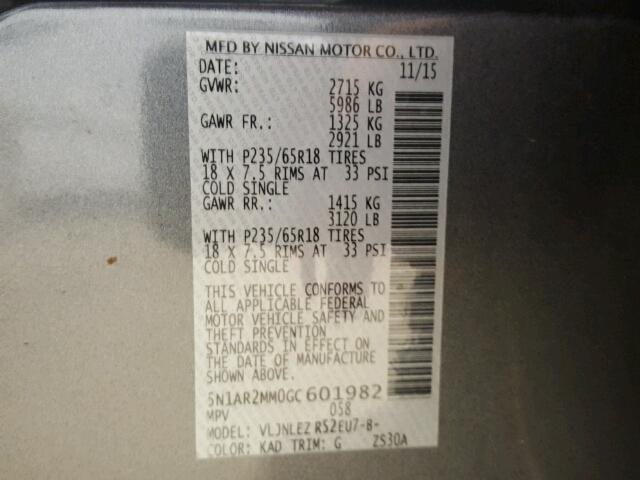 MFD BY NISSAN MOTOR CO., LTD.
DATE: 11/15
GVWR: 2715 KG
5986 LB
GAWR FR.: 1325 KG
2921 LB
WITH P235/65R18 TIRES
18 X 7.5 RIMS AT 33 PSI
COLD SINGLE
GAWR RR.: 1415 KG
3120 LB
WITH P235/65R18 TIRES
18 X 7.5 RIMS AT 33 PSI
COLD SINGLE
THIS VEHICLE CONFORMS TO
ALL APPLICABLE FEDERAL
MOTOR VEHICLE SAFETY AND
THEFT PREVENTION
STANDARDS IN EFFECT ON
THE DATE OF MANUFACTURE
SHOWN ABOVE.
5N1AR2MM0GC601982
MPV 058
MODEL: VLJNLEZ RS2EU7-B-
COLOR: KAD TRIM: G ZS30A